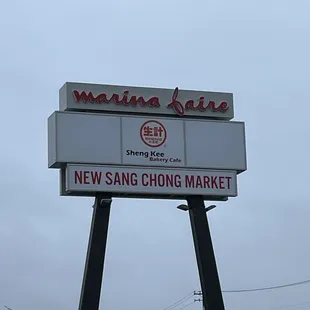 marina faire
生計
Sheng Kee
Bakery Cafe
NEW SANG CHONG MARKET